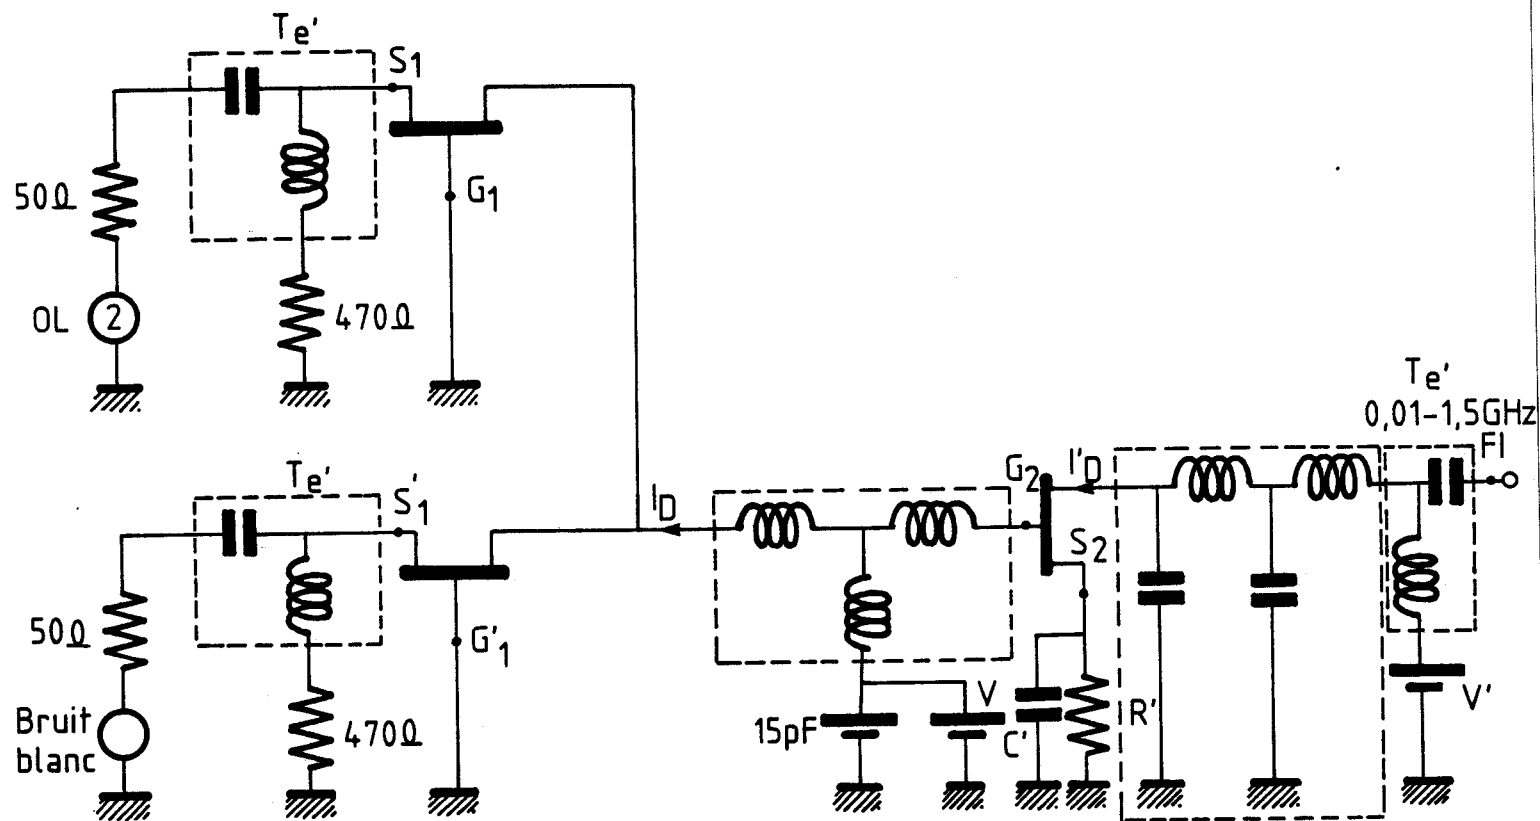 Te'
S1
50Ω
G1
OL
2
470Ω
Te'
0,01-1,5GHz
FI
Te'
S'1
ID
G2
I'D
S2
50Ω
G'1
Bruit
blanc
470Ω
15pF
V
C'
R'
V'